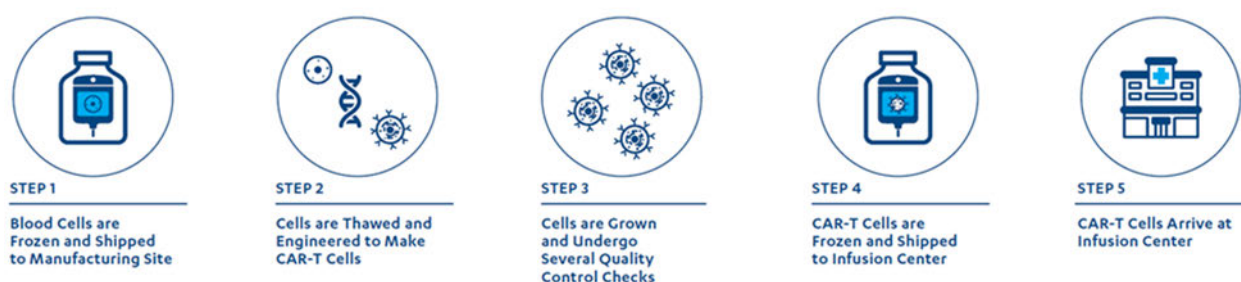 STEP 1
Blood Cells are
Frozen and Shipped
to Manufacturing Site
STEP 2
Cells are Thawed and
Engineered to Make
CAR-T Cells
STEP 3
Cells are Grown
and Undergo
Several Quality
Control Checks
STEP 4
CAR-T Cells are
Frozen and Shipped
to Infusion Center
STEP 5
CAR-T Cells Arrive at
Infusion Center